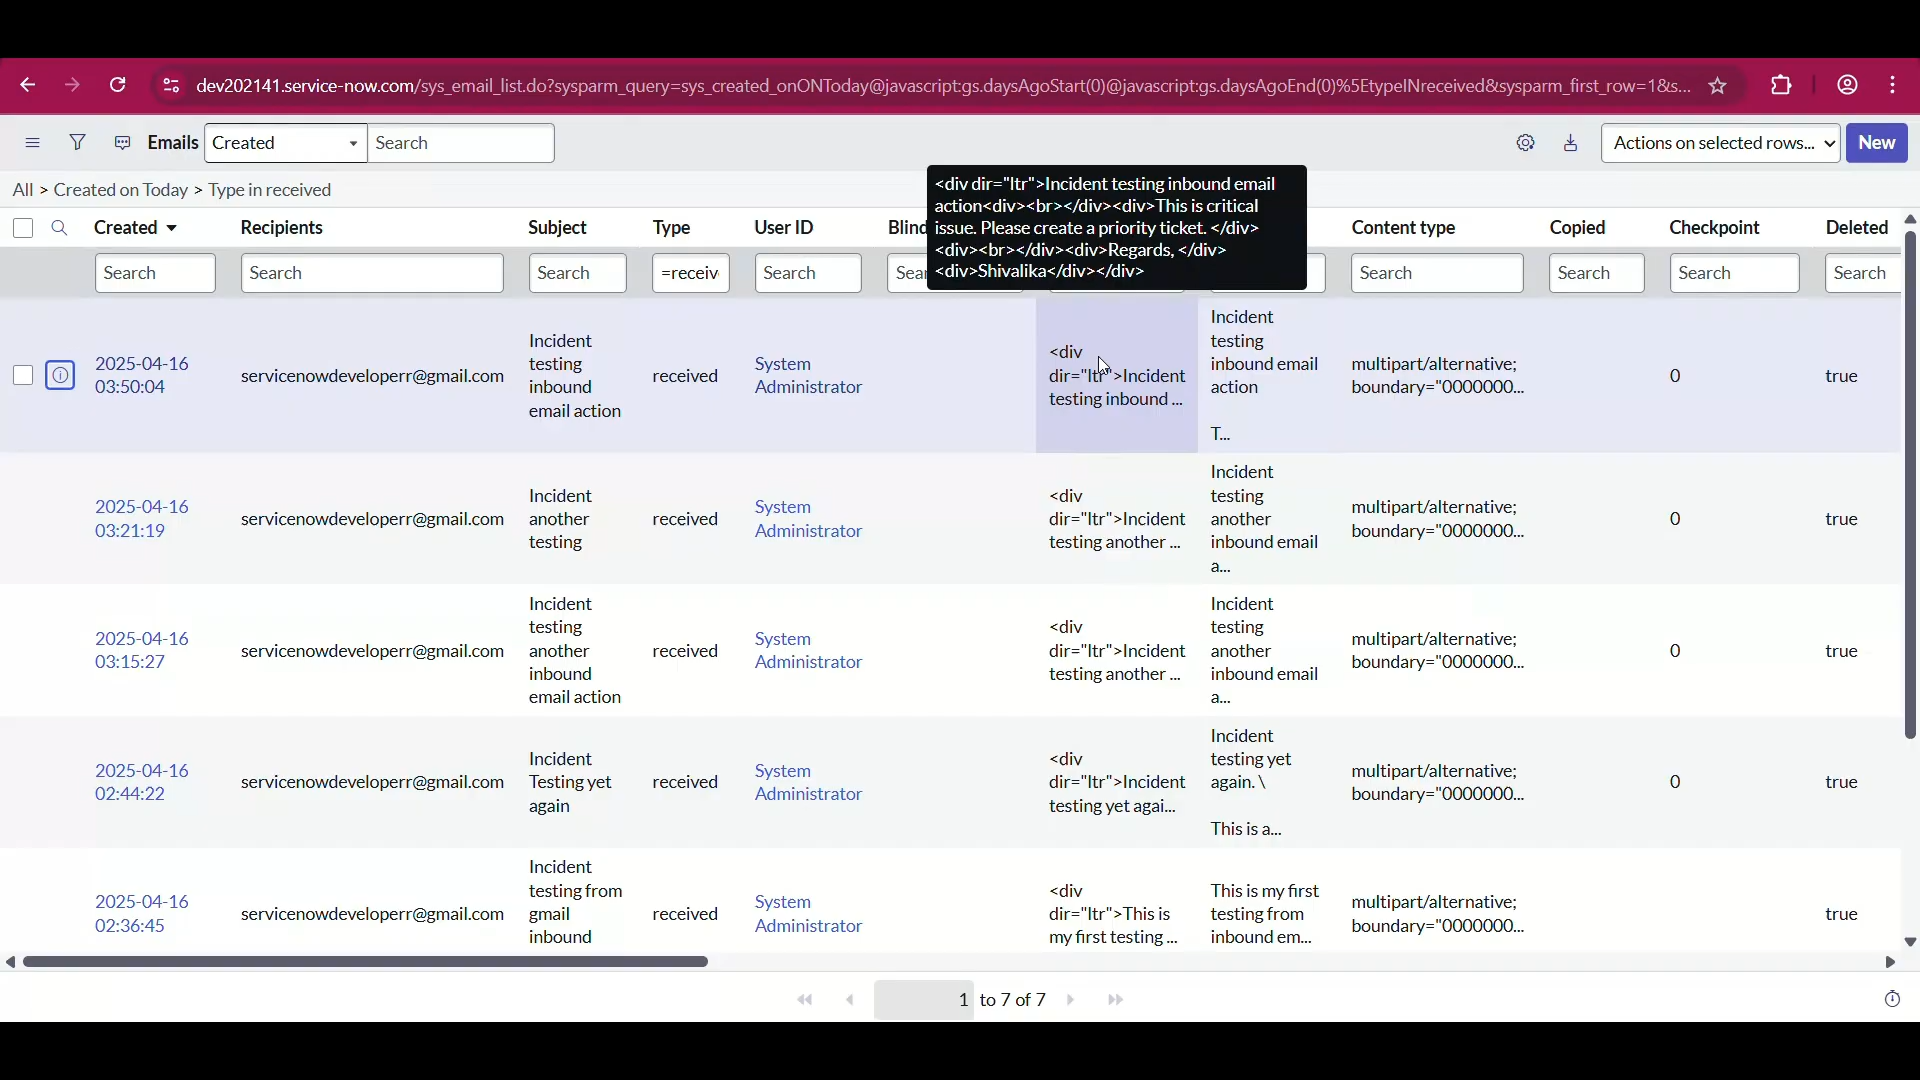 dev202141.service-now.com/sys_email_list.do?sysparm_query=sys_created_onONToday@javascript:gs.daysAgoStart(0)@javascript:gs.daysAgoEnd(0)%5EtypeINreceived&sysparm_first_row=1&s...
Emails Created Search Actions on selected rows... New
All > Created on Today > Type in received
<div dir="ltr">Incident testing inbound email
action<div><br></div><div>This is critical
issue. Please create a priority ticket. </div>
<div><br></div><div>Regards, </div>
<div>Shivalika</div></div>
Created Recipients Subject Type User ID Blind Content type Copied Checkpoint Deleted
Search Search Search =receiv Search Sear Search Search Search Search
2025-04-16
03:50:04
servicenowdeveloperr@gmail.com
Incident
testing
inbound
email action
received
System
Administrator
<div
dir="ltr">Incident
testing inbound ...
Incident
testing
inbound email
action
T...
multipart/alternative;
boundary="0000000...
0
true
2025-04-16
03:21:19
servicenowdeveloperr@gmail.com
Incident
another
testing
received
System
Administrator
<div
dir="ltr">Incident
testing another ...
Incident
testing
another
inbound email
a...
multipart/alternative;
boundary="0000000...
0
true
2025-04-16
03:15:27
servicenowdeveloperr@gmail.com
Incident
testing
another
inbound
email action
received
System
Administrator
<div
dir="ltr">Incident
testing another ...
Incident
testing
another
inbound email
a...
multipart/alternative;
boundary="0000000...
0
true
2025-04-16
02:44:22
servicenowdeveloperr@gmail.com
Incident
Testing yet
again
received
System
Administrator
<div
dir="ltr">Incident
testing yet agai...
Incident
testing yet
again. \
This is a...
multipart/alternative;
boundary="0000000...
0
true
2025-04-16
02:36:45
servicenowdeveloperr@gmail.com
Incident
testing from
gmail
inbound
received
System
Administrator
<div
dir="ltr">This is
my first testing ...
This is my first
testing from
inbound em...
multipart/alternative;
boundary="0000000...
true
1 to 7 of 7